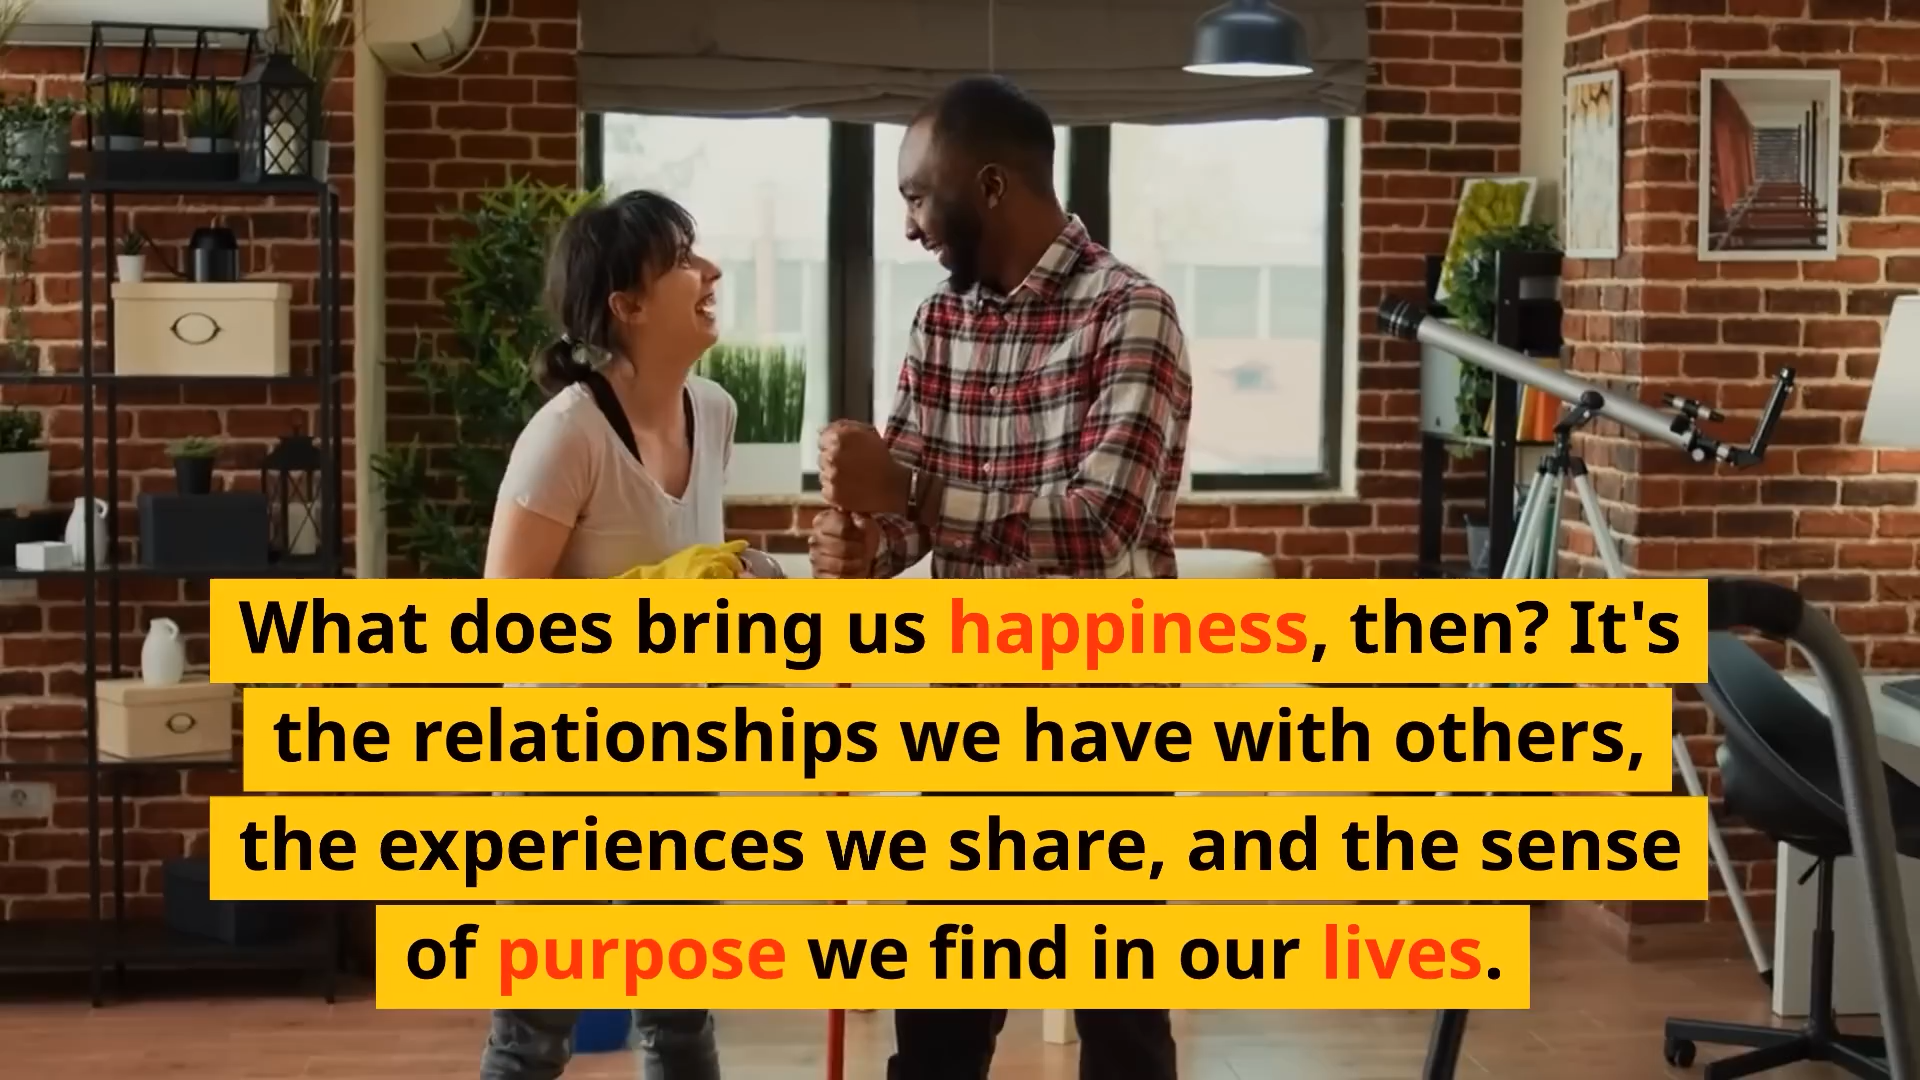 What does bring us happiness, then? It's
the relationships we have with others,
the experiences we share, and the sense
of purpose we find in our lives.